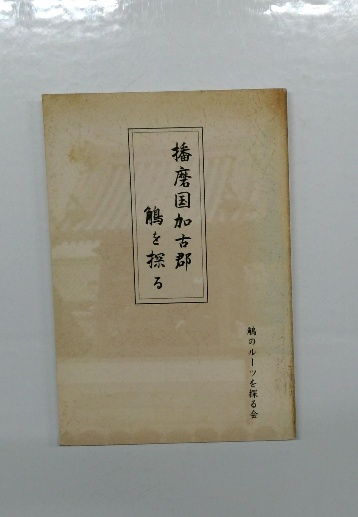 播磨国加古郡
鵤を探る
鵤のルーツを探る会